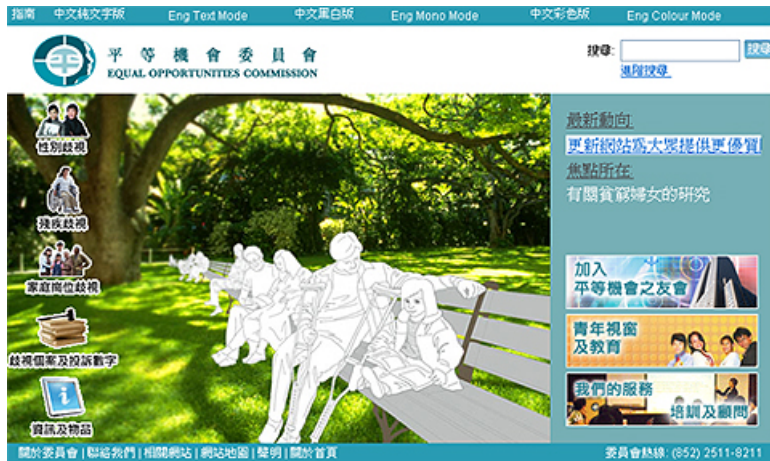 指南 中文純文字版 Eng Text Mode 中文黑白版 Eng Mono Mode 中文彩色版 Eng Colour Mode
平等機會委員會
EQUAL OPPORTUNITIES COMMISSION
搜尋:
搜尋
進階搜尋
性別歧視
殘疾歧視
家庭崗位歧視
歧視個案及投訴數字
資訊及物品
最新動向
更新網站為大眾提供更優質
焦點所在
有關貧窮婦女的研究
加入
平等機會之友會
青年視窗
及教育
我們的服務
培訓及顧問
關於委員會 | 聯絡我們 | 相關網站 | 網站地圖 | 聲明 | 關於首頁
委員會熱線: (852) 2511-8211